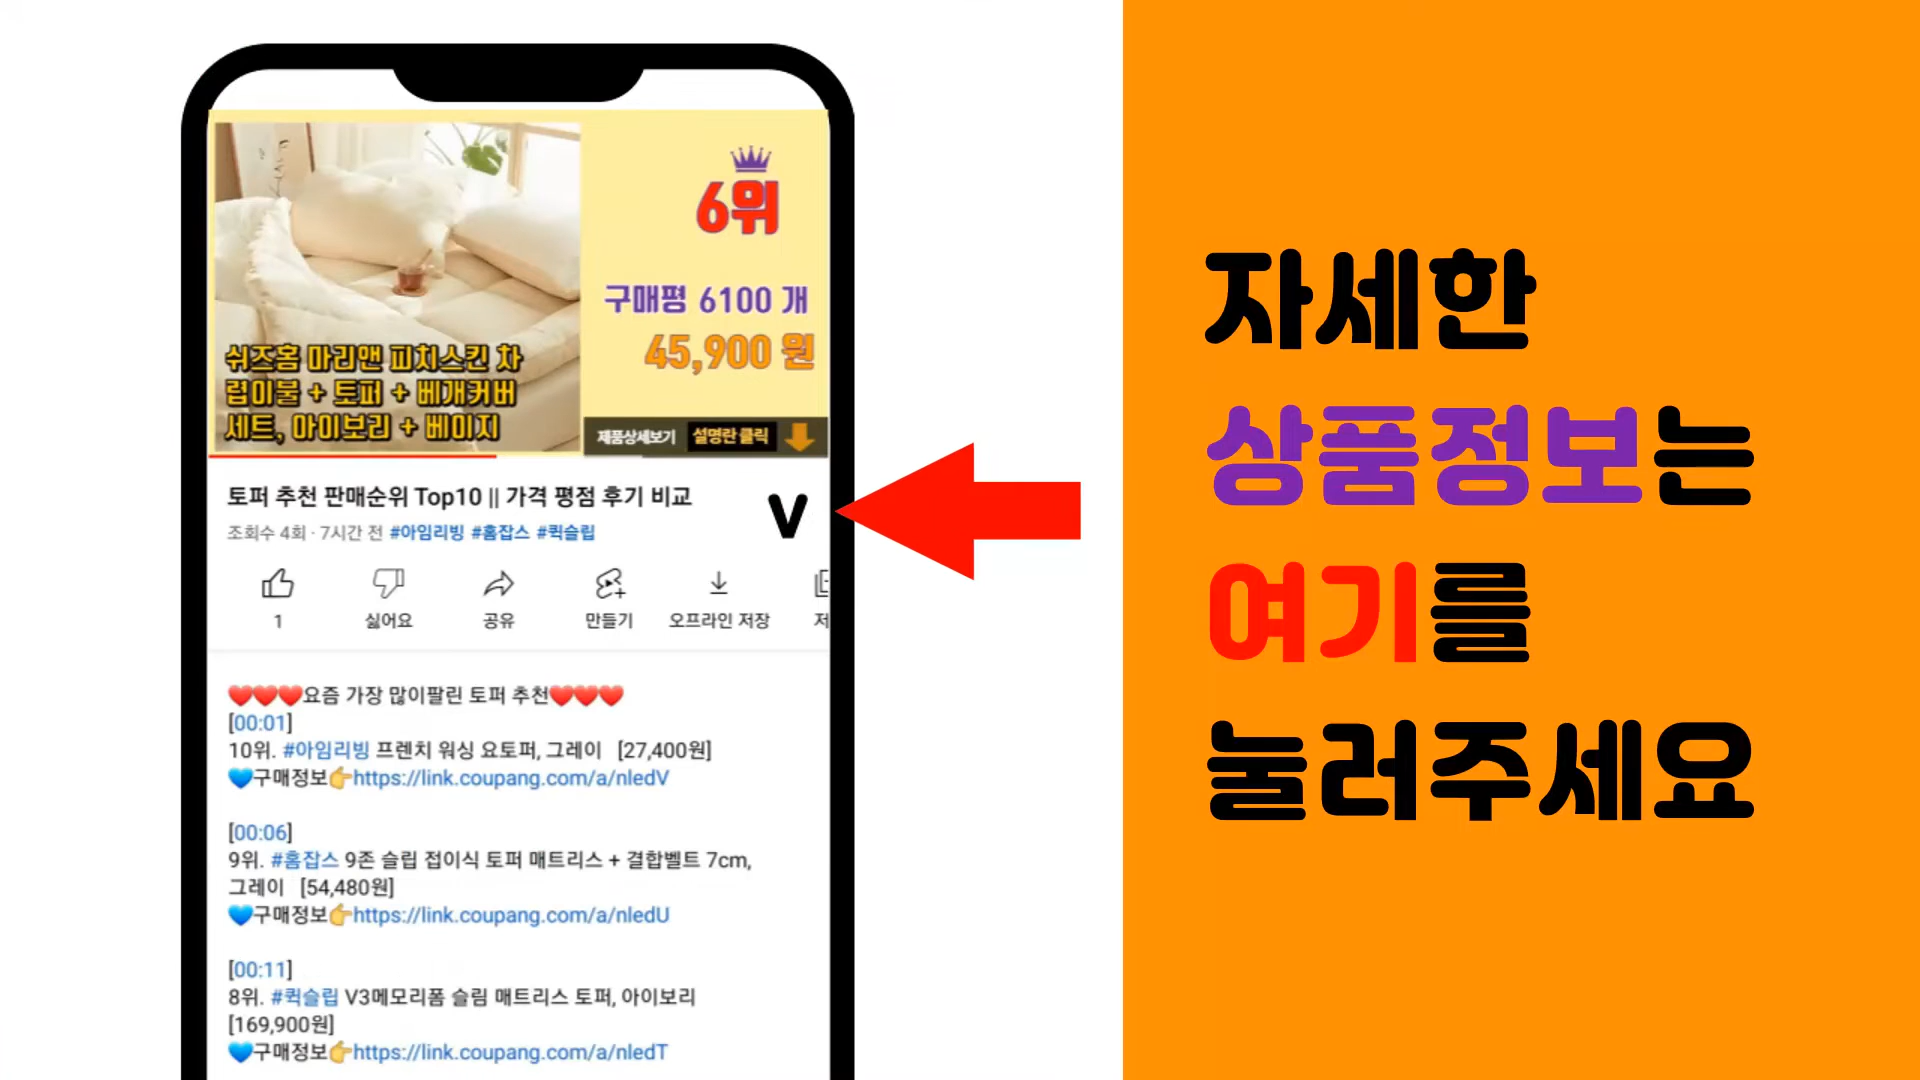 6위
구매평 6100 개
45,900 원
쉬즈홈 마리앤 피치스킨 차
렵이불 + 토퍼 + 베개커버
세트, 아이보리 + 베이지
제품상세보기 설명란 클릭
토퍼 추천 판매순위 Top10 || 가격 평점 후기 비교
V
조회수 4회 · 7시간 전 #아임리빙 #홈잡스 #퀵슬립
1 싫어요 공유 만들기 오프라인 저장 저
❤️❤️❤️요즘 가장 많이팔린 토퍼 추천❤️❤️❤️
[00:01]
10위. #아임리빙 프렌치 워싱 요토퍼, 그레이 [27,400원]
💙구매정보👉https://link.coupang.com/a/nledV
[00:06]
9위. #홈잡스 9존 슬립 접이식 토퍼 매트리스 + 결합벨트 7cm,
그레이 [54,480원]
💙구매정보👉https://link.coupang.com/a/nledU
[00:11]
8위. #퀵슬립 V3메모리폼 슬림 매트리스 토퍼, 아이보리
[169,900원]
💙구매정보👉https://link.coupang.com/a/nledT
자세한
상품정보는
여기를
눌러주세요